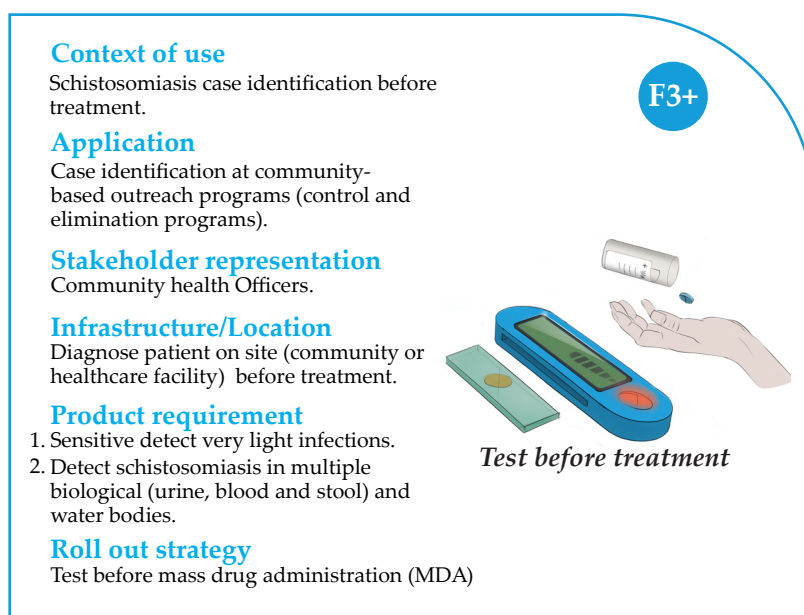 Context of use
Schistosomiasis case identification before
treatment.
F3+
Application
Case identification at community-
based outreach programs (control and
elimination programs).
Stakeholder representation
Community health Officers.
Infrastructure/Location
Diagnose patient on site (community or
healthcare facility)  before treatment.
Product requirement
1. Sensitive detect very light infections.
2. Detect schistosomiasis in multiple
biological (urine, blood and stool) and
water bodies.
Test before treatment
Roll out strategy
Test before mass drug administration (MDA)